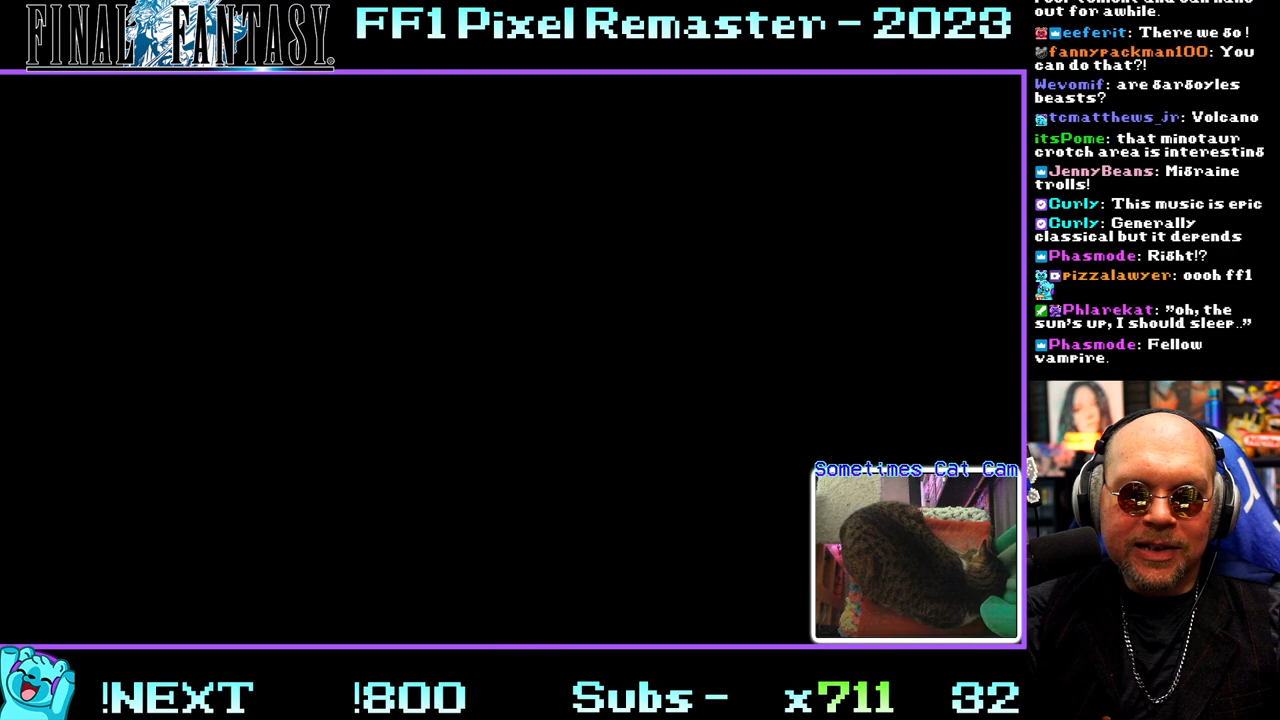 FINAL FANTASY
FF1 Pixel Remaster - 2023
out for awhile.
eeferit: There we go!
fannypackman100: You
can do that?!
Wevomif: are gargoyles
beasts?
tcmatthews_jr: Volcano
itsPome: that minotaur
crotch area is interesting
JennyBeans: Migraine
trolls!
Curly: This music is epic
Curly: Generally
classical but it depends
Phasmode: Right!?
pizzalawyer: oooh ff1
Phlarekat: "oh, the
sun's up, I should sleep.."
Phasmode: Fellow
vampire.
Sometimes Cat Cam
!NEXT
!800
Subs -
x711
32